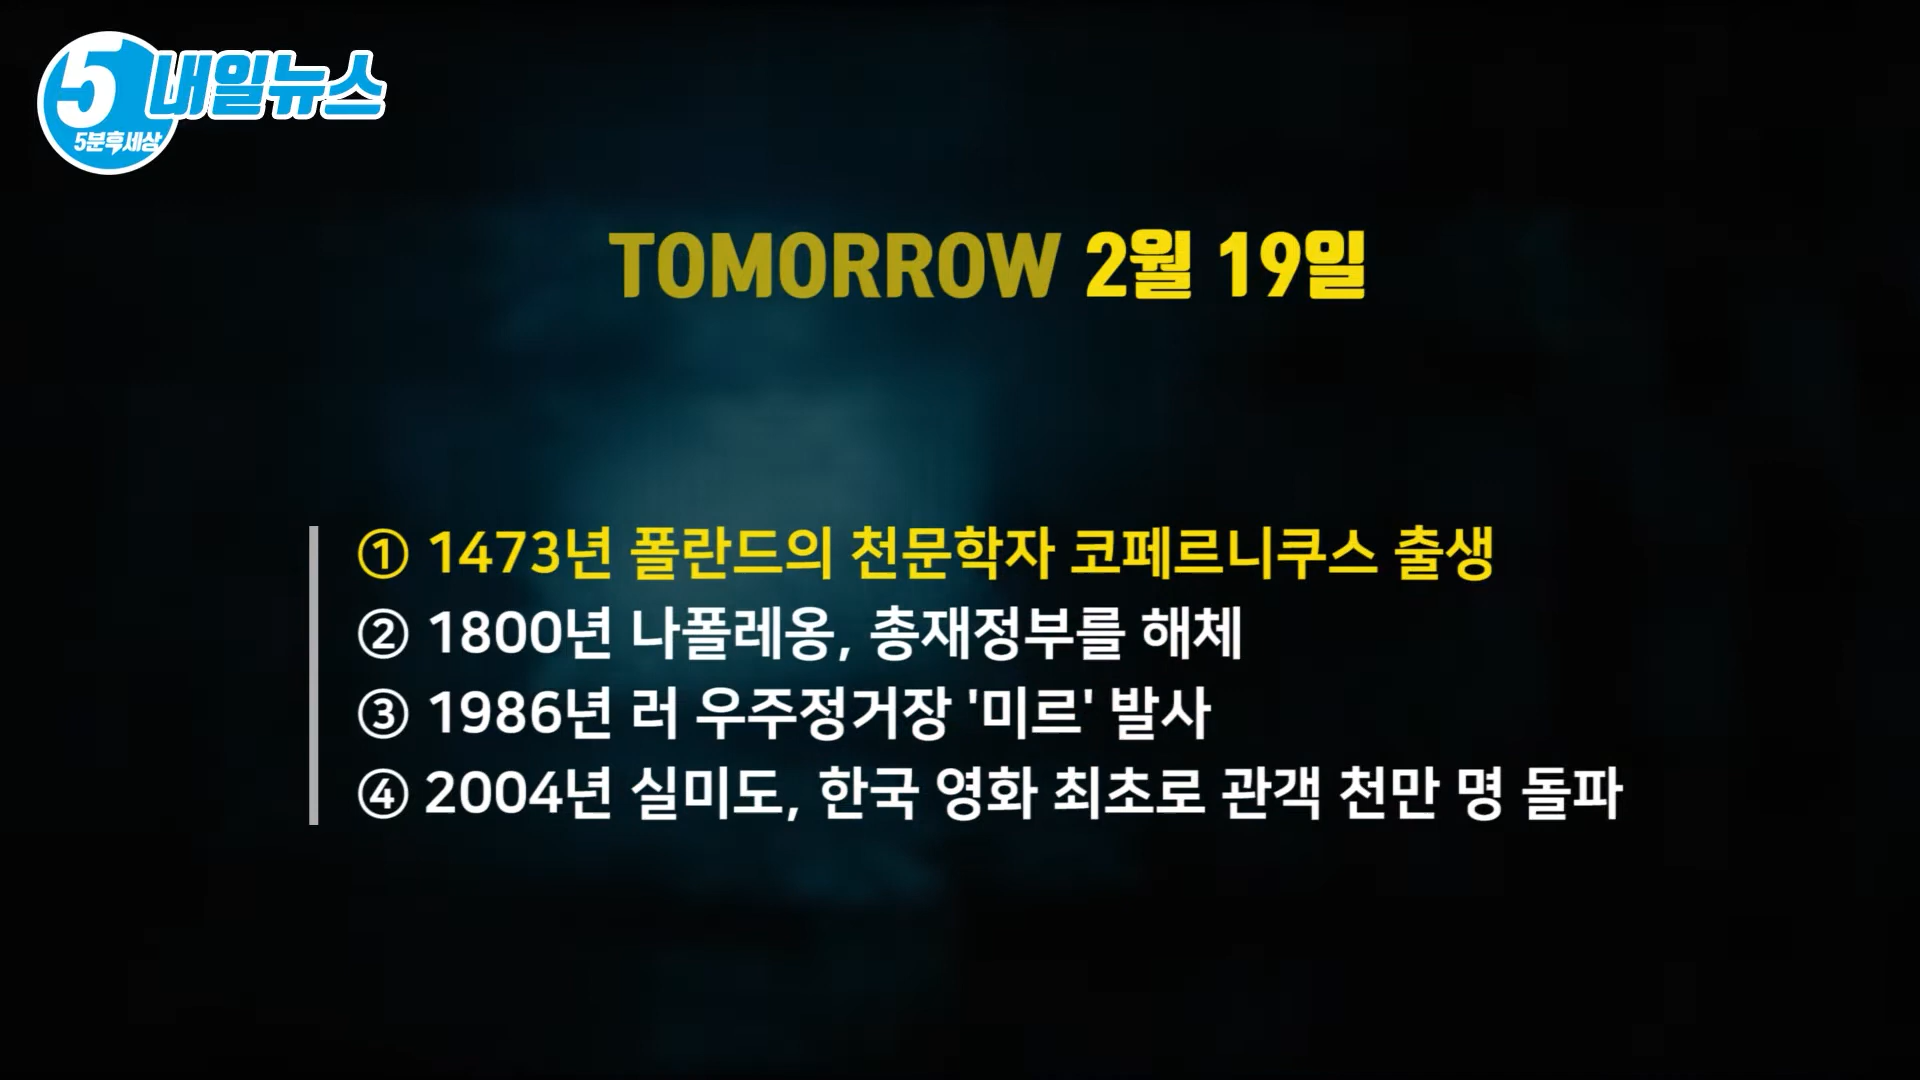 5 내일뉴스
5분후세상
TOMORROW 2월 19일
① 1473년 폴란드의 천문학자 코페르니쿠스 출생
② 1800년 나폴레옹, 총재정부를 해체
③ 1986년 러 우주정거장 '미르' 발사
④ 2004년 실미도, 한국 영화 최초로 관객 천만 명 돌파